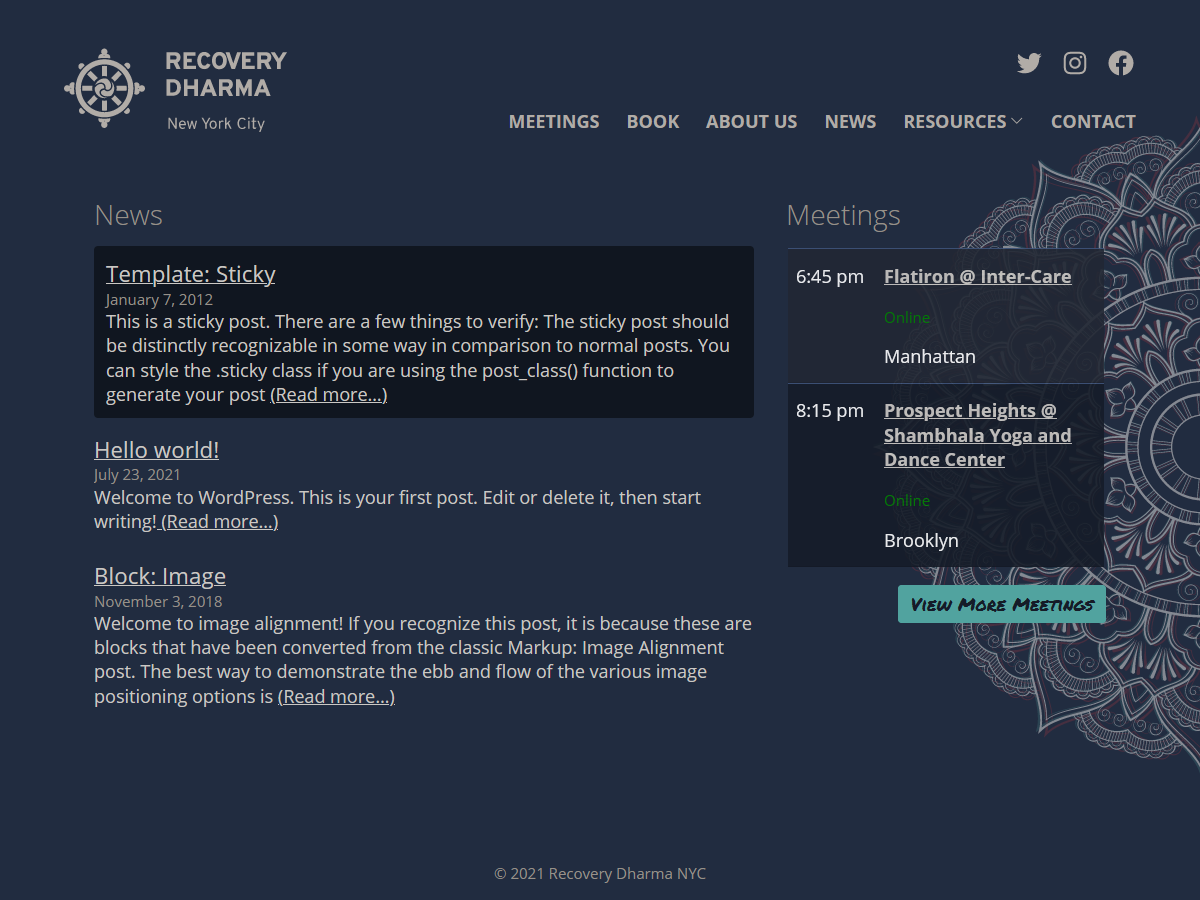 RECOVERY
DHARMA
New York City
MEETINGS BOOK ABOUT US NEWS RESOURCES CONTACT
News
Template: Sticky
January 7, 2012
This is a sticky post. There are a few things to verify: The sticky post should
be distinctly recognizable in some way in comparison to normal posts. You
can style the .sticky class if you are using the post_class() function to
generate your post (Read more...)
Hello world!
July 23, 2021
Welcome to WordPress. This is your first post. Edit or delete it, then start
writing! (Read more...)
Block: Image
November 3, 2018
Welcome to image alignment! If you recognize this post, it is because these are
blocks that have been converted from the classic Markup: Image Alignment
post. The best way to demonstrate the ebb and flow of the various image
positioning options is (Read more...)
Meetings
6:45 pm Flatiron @ Inter-Care
Online
Manhattan
8:15 pm Prospect Heights @
Shambhala Yoga and
Dance Center
Online
Brooklyn
View More Meetings
© 2021 Recovery Dharma NYC